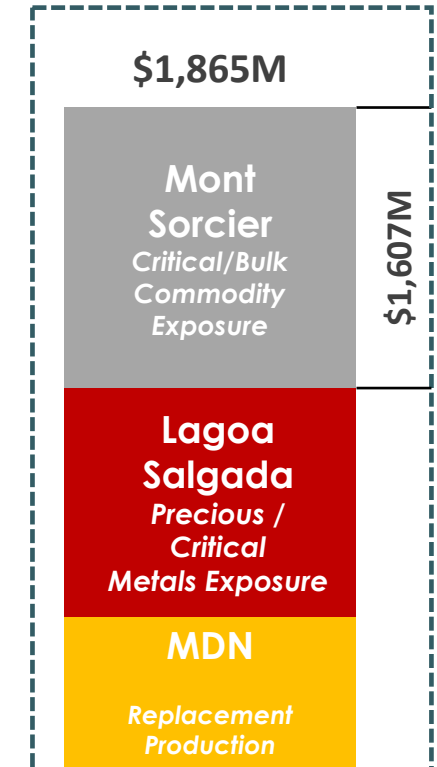 $1,865M
Mont
Sorcier
Critical/Bulk
Commodity
Exposure
$1,607M
Lagoa
Salgada
Precious /
Critical
Metals Exposure
MDN
Replacement
Production